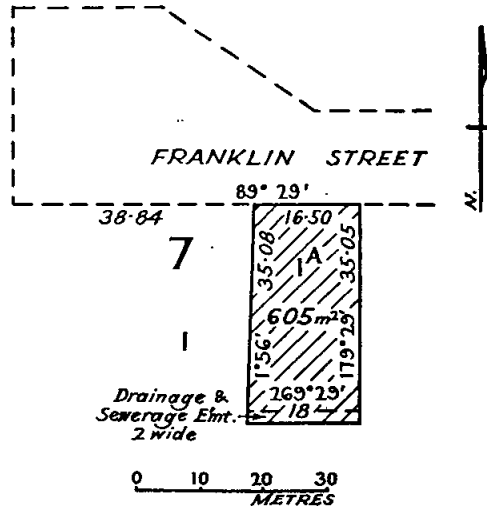 FRANKLIN STREET
N.
89° 29'
38·84
16·50
7
35·08
1A
35·05
605m²
1
1°56'
179°29'
269°29'
18
Drainage &
Sewerage Emt.
2 wide
0 10 20 30
METRES